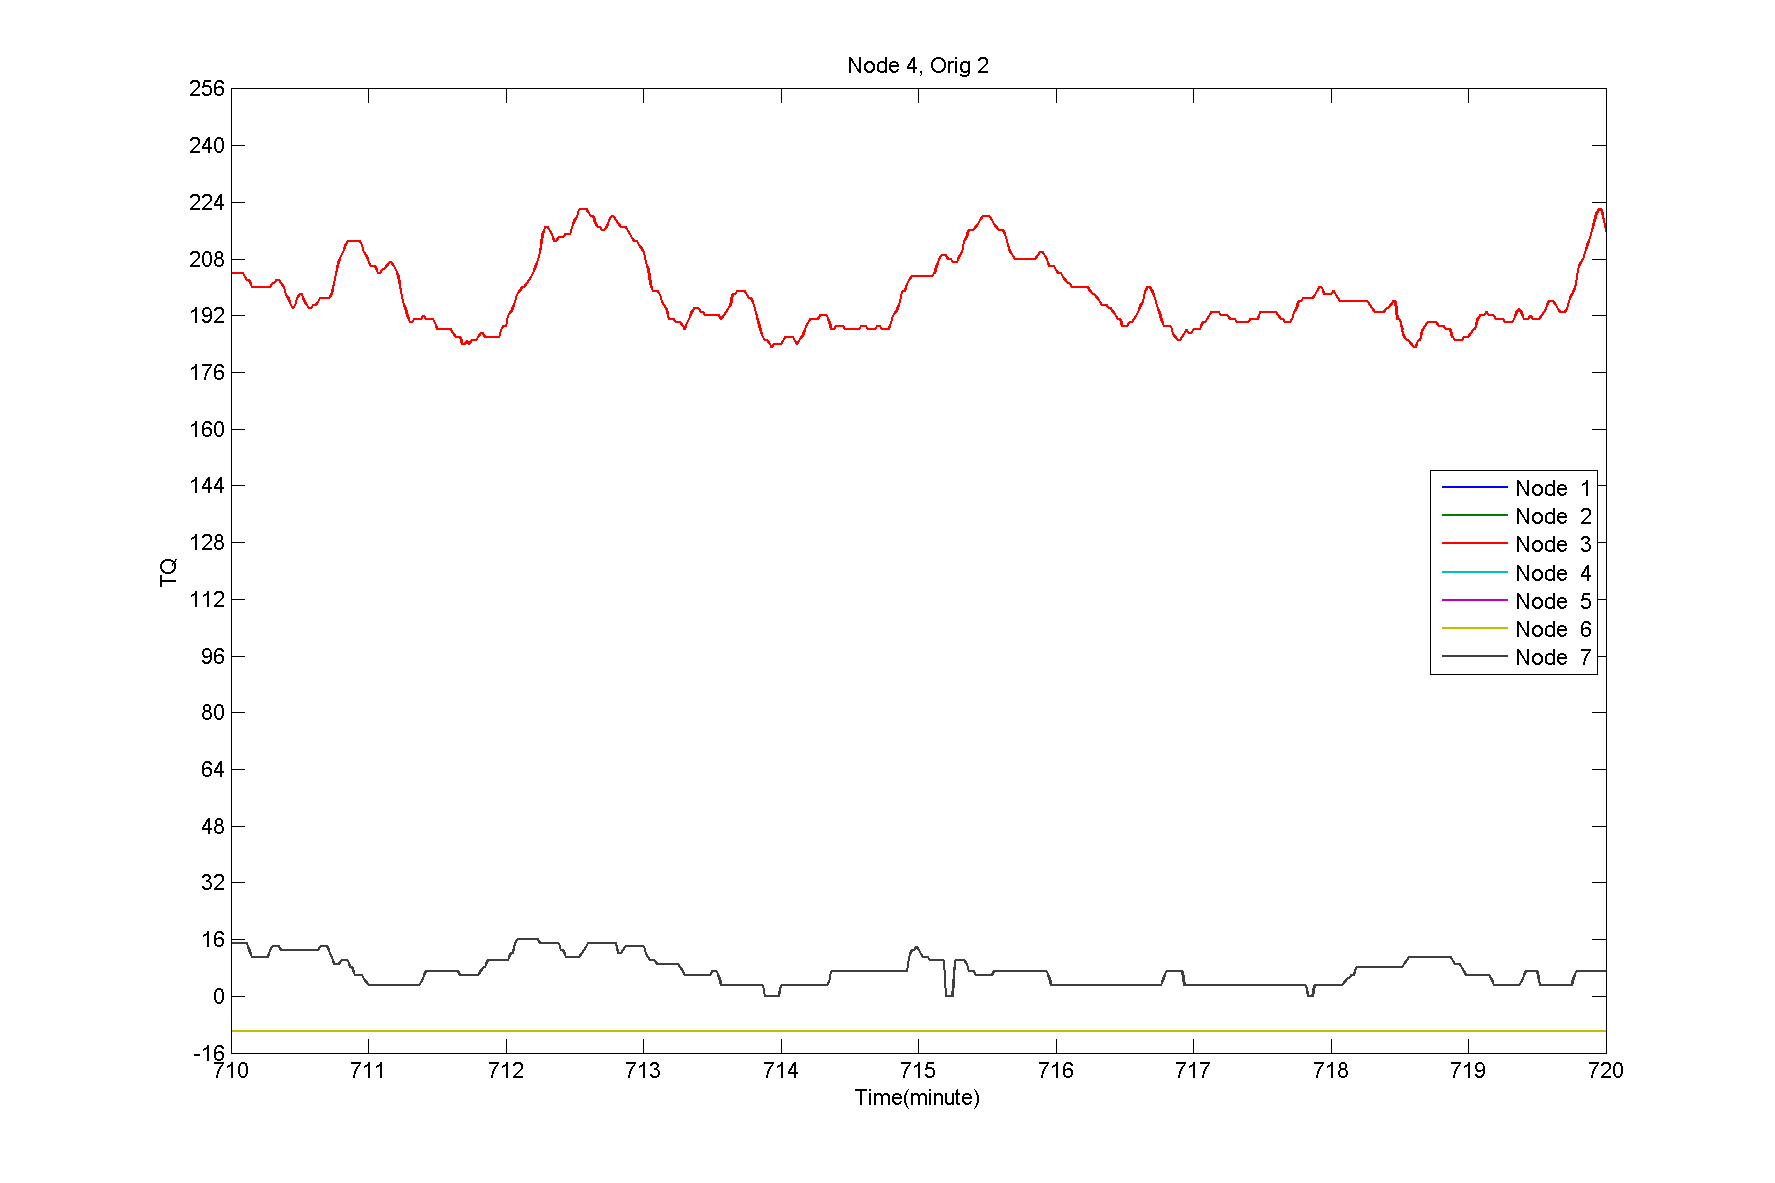 Node 4, Orig 2
256
240
224
208
192
176
160
144
128
112
96
80
64
48
32
16
0
-16
TQ
Node 1
Node 2
Node 3
Node 4
Node 5
Node 6
Node 7
710 711 712 713 714 715 716 717 718 719 720
Time(minute)